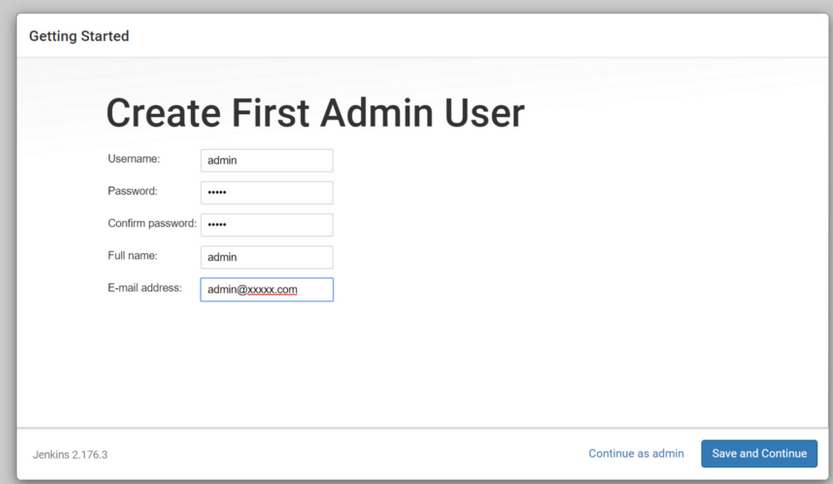 Getting Started
Create First Admin User
Username: admin
Password: •••••
Confirm password: •••••
Full name: admin
E-mail address: admin@xxxxx.com
Jenkins 2.176.3 Continue as admin Save and Continue